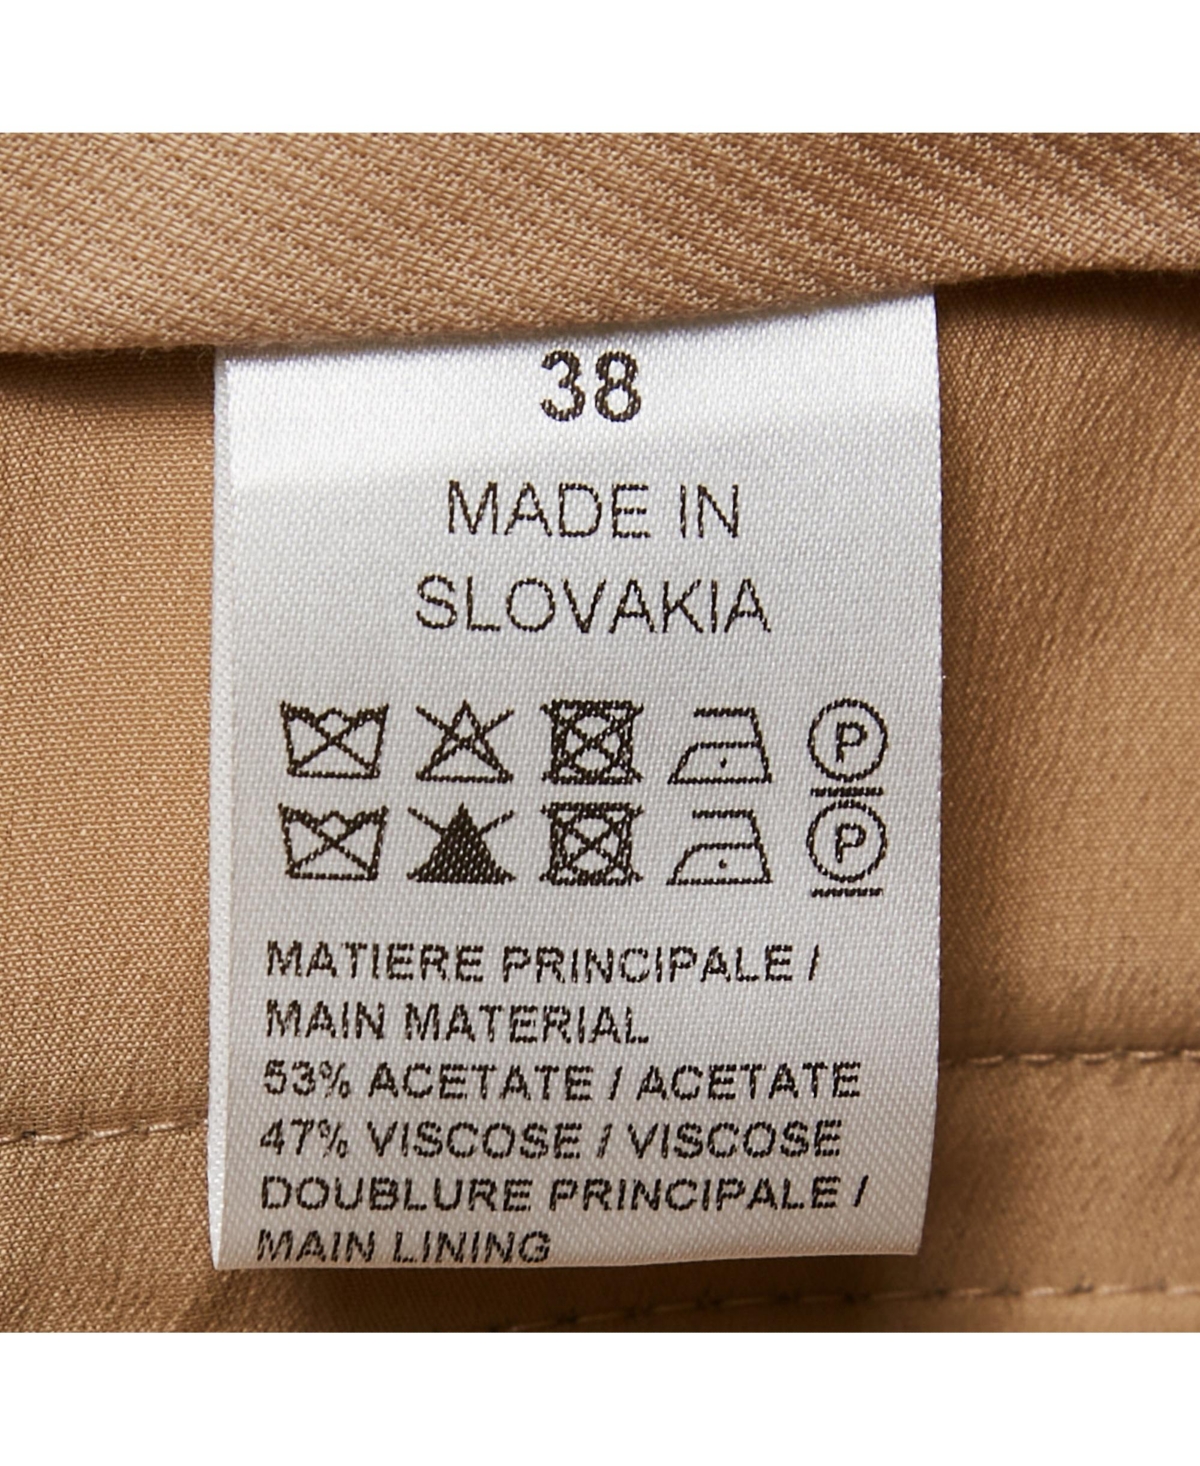 38
MADE IN
SLOVAKIA
P
P
MATIERE PRINCIPALE /
MAIN MATERIAL
53% ACETATE / ACETATE
47% VISCOSE / VISCOSE
DOUBLURE PRINCIPALE /
MAIN LINING